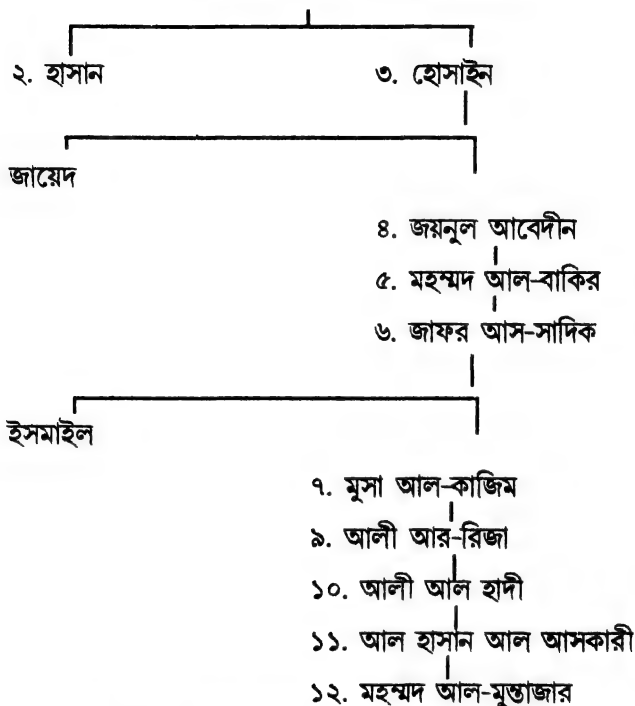 ২. হাসান ৩. হোসাইন
জায়েদ
৪. জয়নুল আবেদীন
৫. মহম্মদ আল-বাকির
৬. জাফর আস-সাদিক
ইসমাইল
৭. মূসা আল-কাজিম
৯. আলী আর-রিজা
১০. আলী আল হাদী
১১. আল হাসান আল আসকারী
১২. মহম্মদ আল-মুন্তাজার